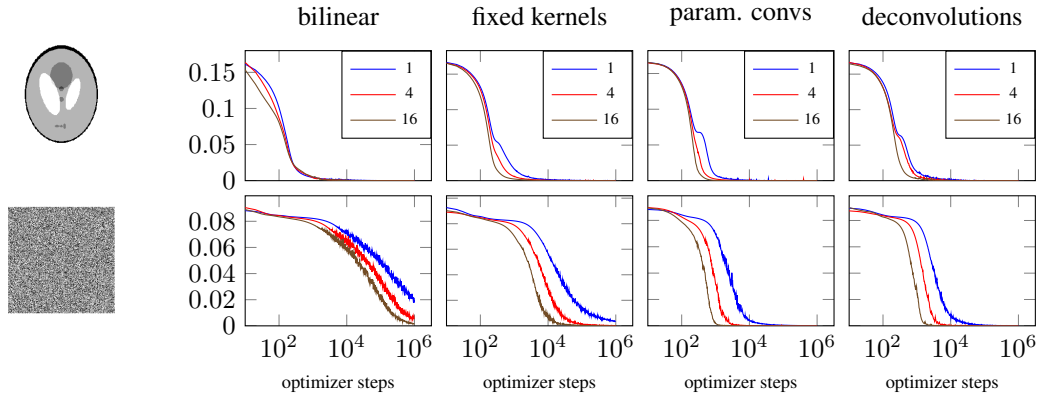 bilinear fixed kernels param. convs deconvolutions
0.15 1 1 1 1
0.1 4 4 4 4
0.05 16 16 16 16
0
0.08
0.06
0.04
0.02
0
10^2 10^4 10^6 10^2 10^4 10^6 10^2 10^4 10^6 10^2 10^4 10^6
optimizer steps optimizer steps optimizer steps optimizer steps